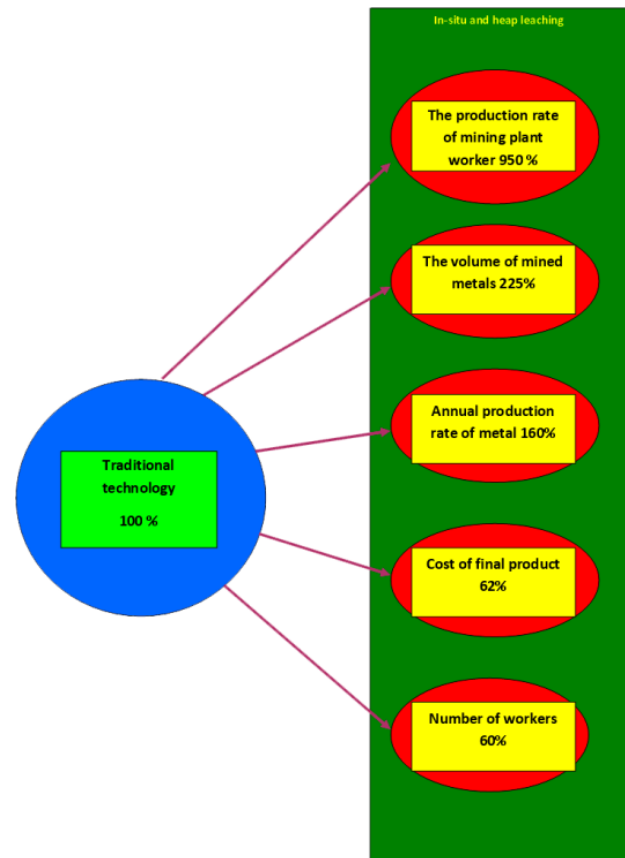 In-situ and heap leaching
The production rate
of mining plant
worker 950 %
The volume of mined
metals 225%
Annual production
rate of metal 160%
Traditional
technology
100 %
Cost of final product
62%
Number of workers
60%